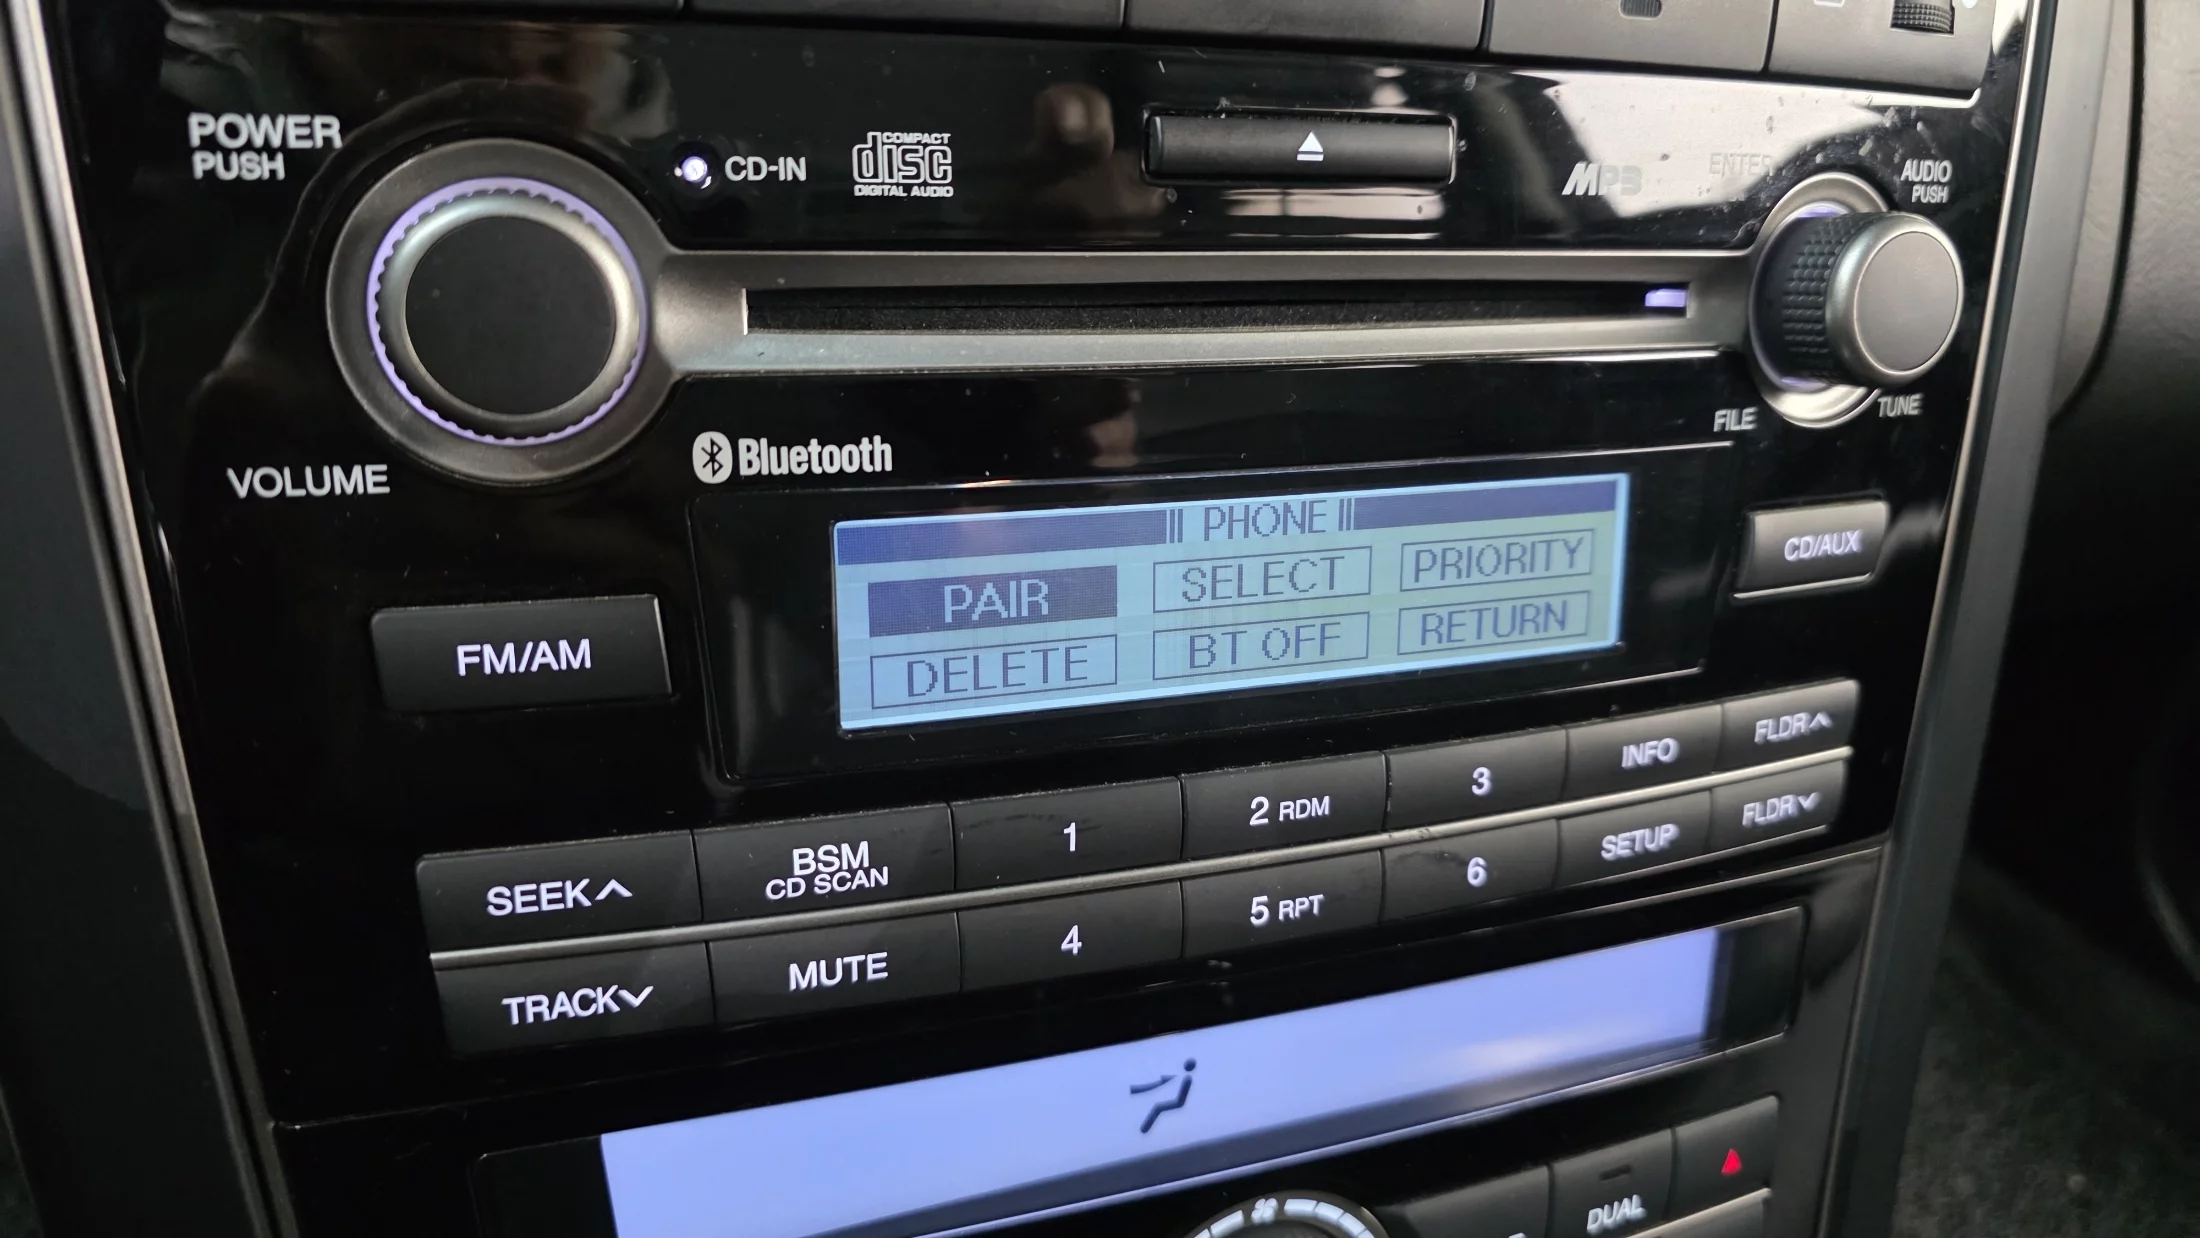 POWER
PUSH
CD-IN
COMPACT
disc
DIGITAL AUDIO
MP3
ENTER
AUDIO
PUSH
VOLUME
Bluetooth
FILE
TUNE
PHONE
PAIR
SELECT
PRIORITY
DELETE
BT OFF
RETURN
CD/AUX
FM/AM
SEEK
BSM
CD SCAN
1
2 RDM
3
INFO
FLDR
TRACK
MUTE
4
5 RPT
6
SETUP
FLDR
DUAL